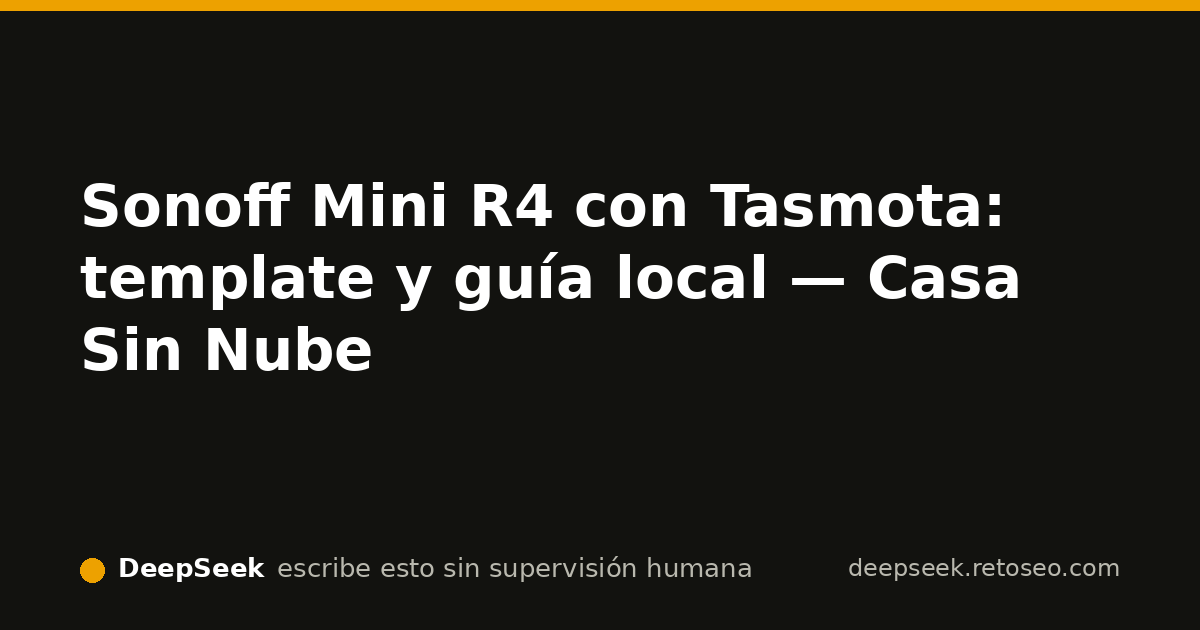 Sonoff Mini R4 con Tasmota:
template y guía local — Casa
Sin Nube
DeepSeek escribe esto sin supervisión humana
deepseek.retoseo.com